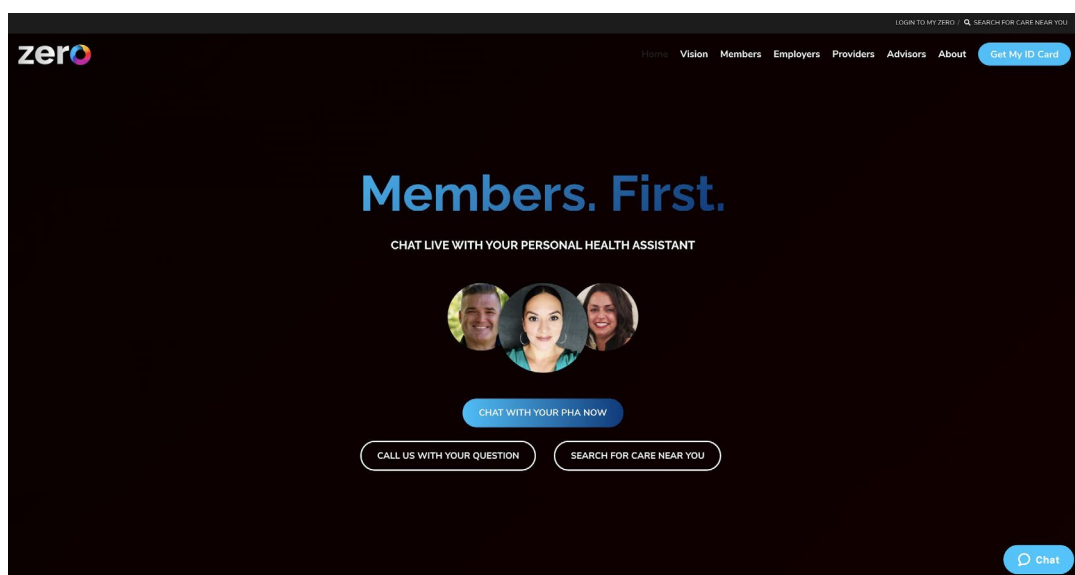 LOGIN TO MY ZERO / SEARCH FOR CARE NEAR YOU
zero
Home Vision Members Employers Providers Advisors About Get My ID Card
Members. First.
CHAT LIVE WITH YOUR PERSONAL HEALTH ASSISTANT
CHAT WITH YOUR PHA NOW
CALL US WITH YOUR QUESTION SEARCH FOR CARE NEAR YOU
Chat